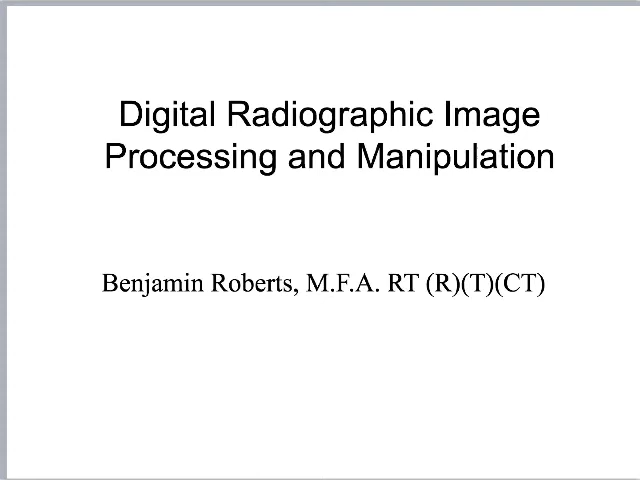 Digital Radiographic Image
Processing and Manipulation
Benjamin Roberts, M.F.A. RT (R)(T)(CT)